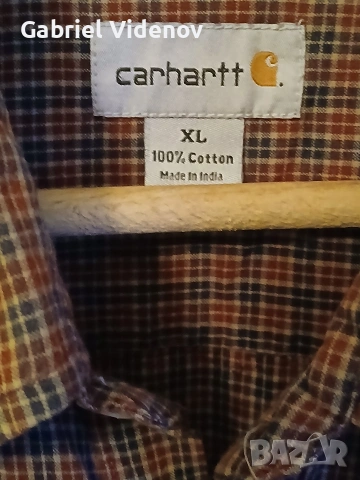 Gabriel Videnov
carhartt
XL
100% Cotton
Made In India
BAZAR